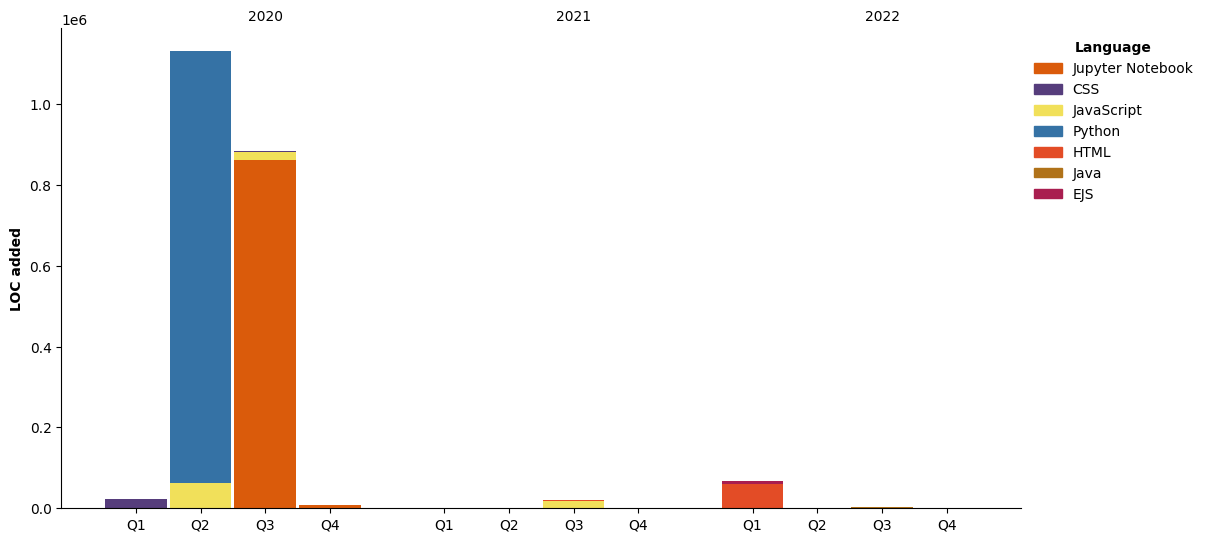 1e6
2020 2021 2022
Language
Jupyter Notebook
CSS
JavaScript
Python
HTML
Java
EJS
LOC added
1.0
0.8
0.6
0.4
0.2
0.0
Q1 Q2 Q3 Q4 Q1 Q2 Q3 Q4 Q1 Q2 Q3 Q4